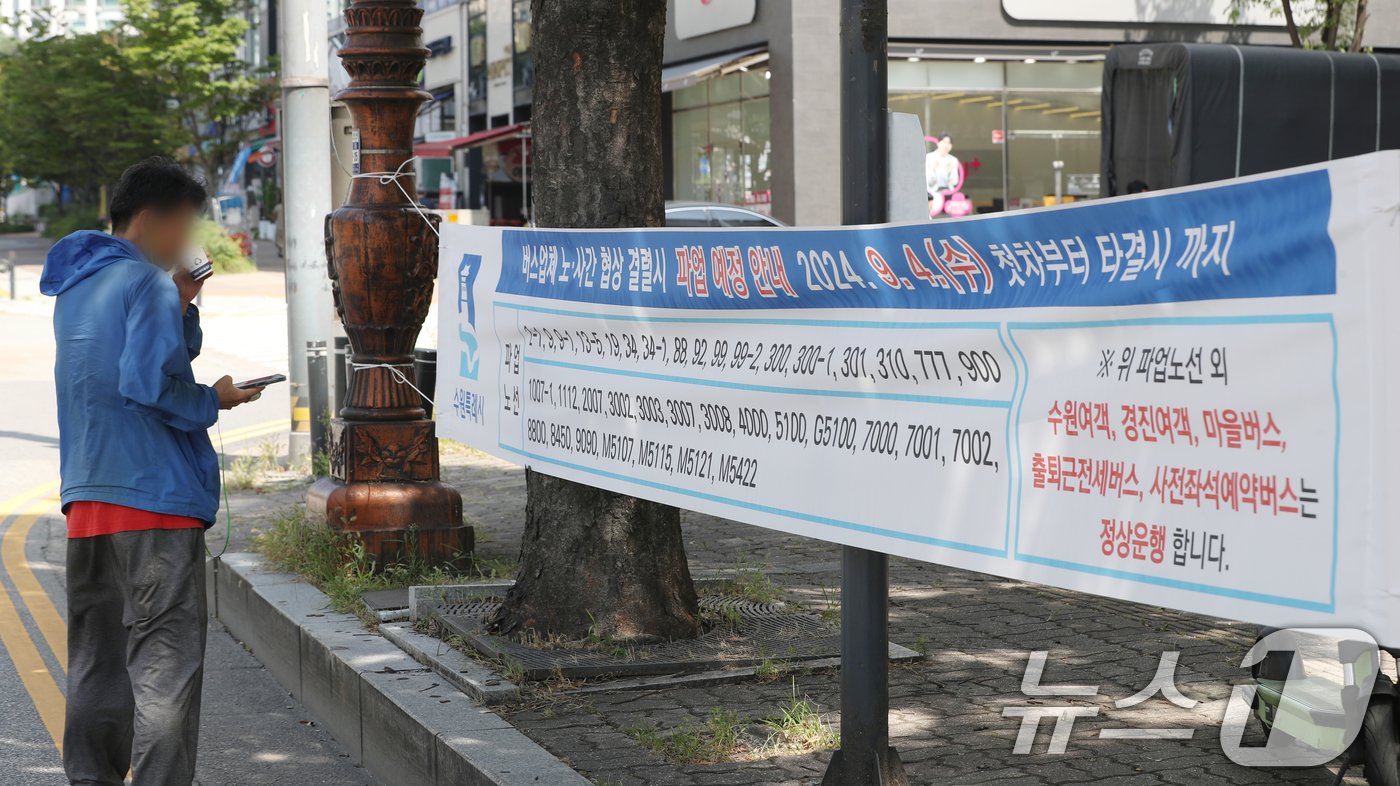 버스업체 노·사간 협상 결렬시 파업 예정 안내 2024. 9. 4.(수) 첫차부터 타결시 까지
수원특례시
파업
노선
2-1, 9, 9-1, 13-5, 19, 34, 34-1, 88, 92, 99, 99-2, 300, 300-1, 301, 310, 777, 900
1007-1, 1112, 2007, 3002, 3003, 3007, 3008, 4000, 5100, G5100, 7000, 7001, 7002,
8800, 8450, 9090, M5107, M5115, M5121, M5422
※ 위 파업노선 외
수원여객, 경진여객, 마을버스,
출퇴근전세버스, 사전좌석예약버스는
정상운행 합니다.
뉴스1